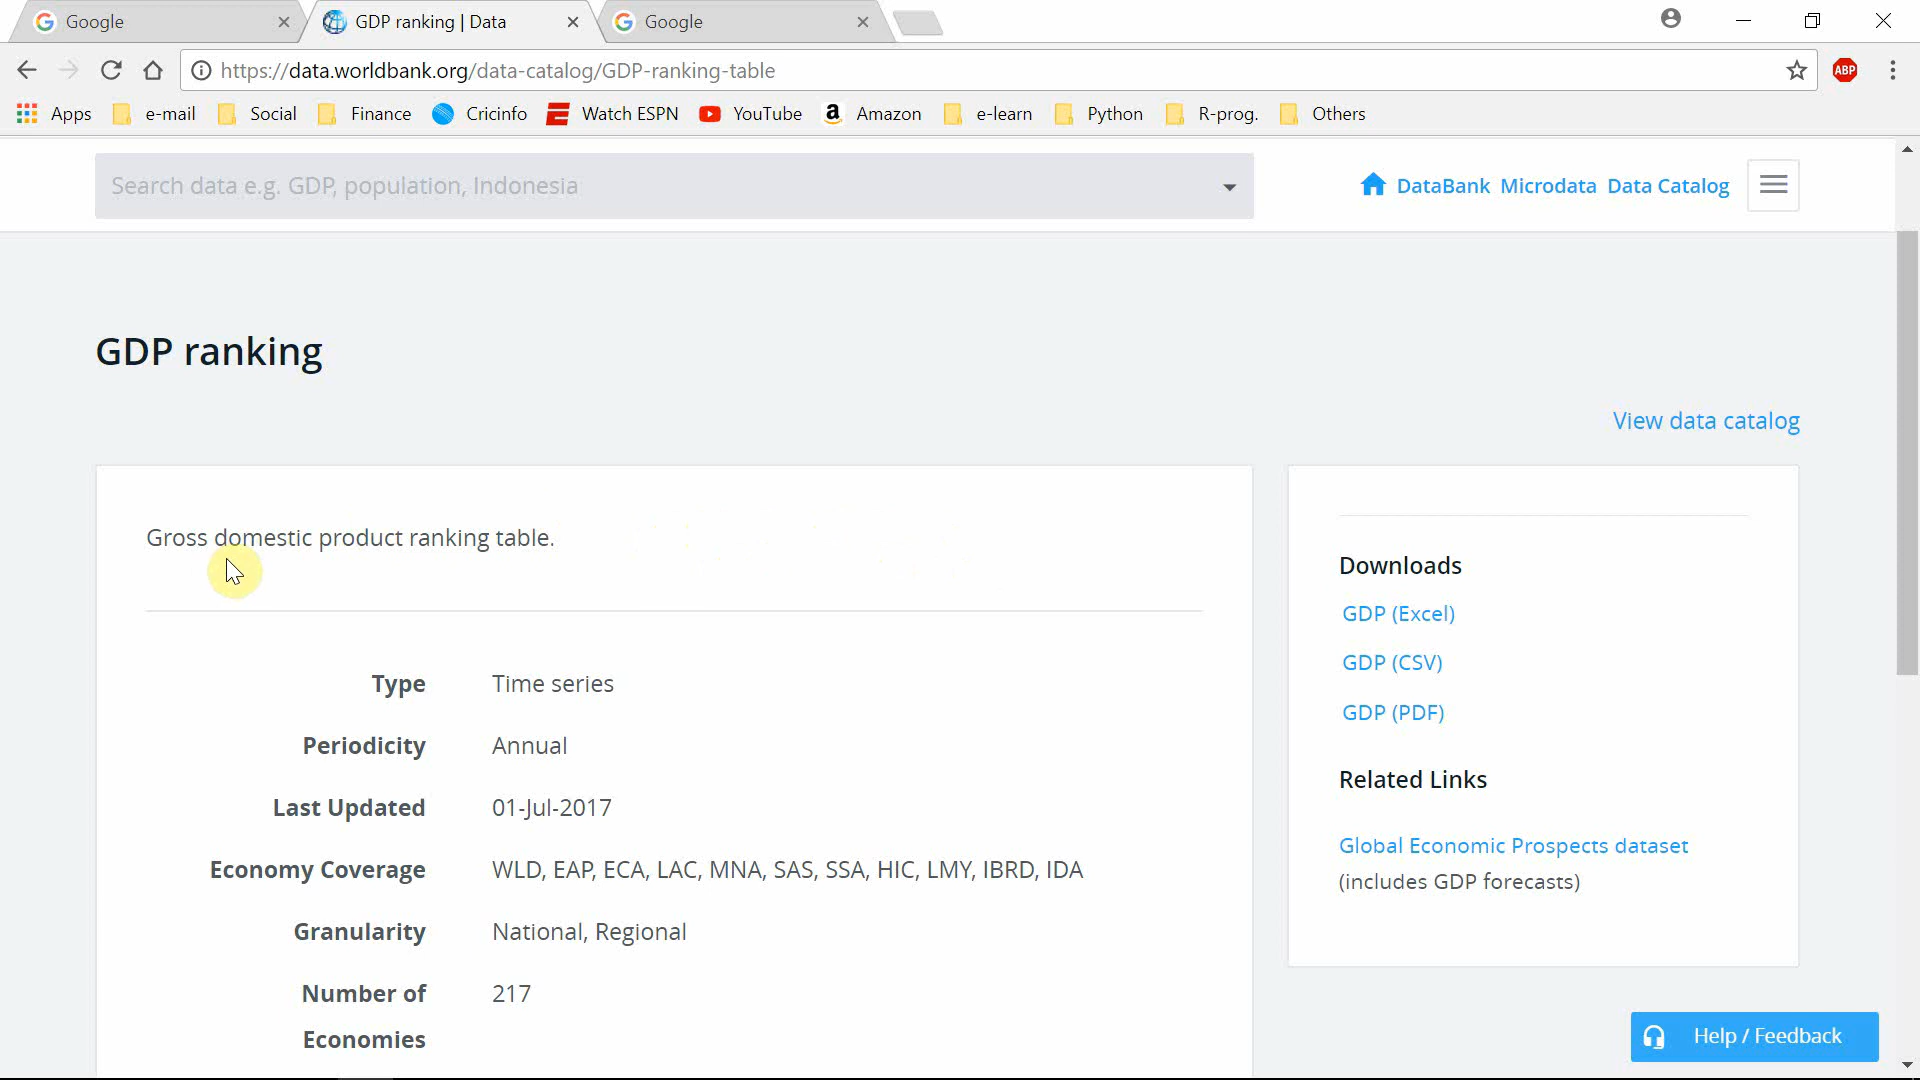 Google
GDP ranking | Data
Google
https://data.worldbank.org/data-catalog/GDP-ranking-table
ABP
Apps e-mail Social Finance Cricinfo Watch ESPN YouTube Amazon e-learn Python R-prog. Others
Search data e.g. GDP, population, Indonesia
DataBank Microdata Data Catalog
GDP ranking
View data catalog
Gross domestic product ranking table.
Type Time series
Periodicity Annual
Last Updated 01-Jul-2017
Economy Coverage WLD, EAP, ECA, LAC, MNA, SAS, SSA, HIC, LMY, IBRD, IDA
Granularity National, Regional
Number of 217
Economies
Downloads
GDP (Excel)
GDP (CSV)
GDP (PDF)
Related Links
Global Economic Prospects dataset
(includes GDP forecasts)
Help / Feedback